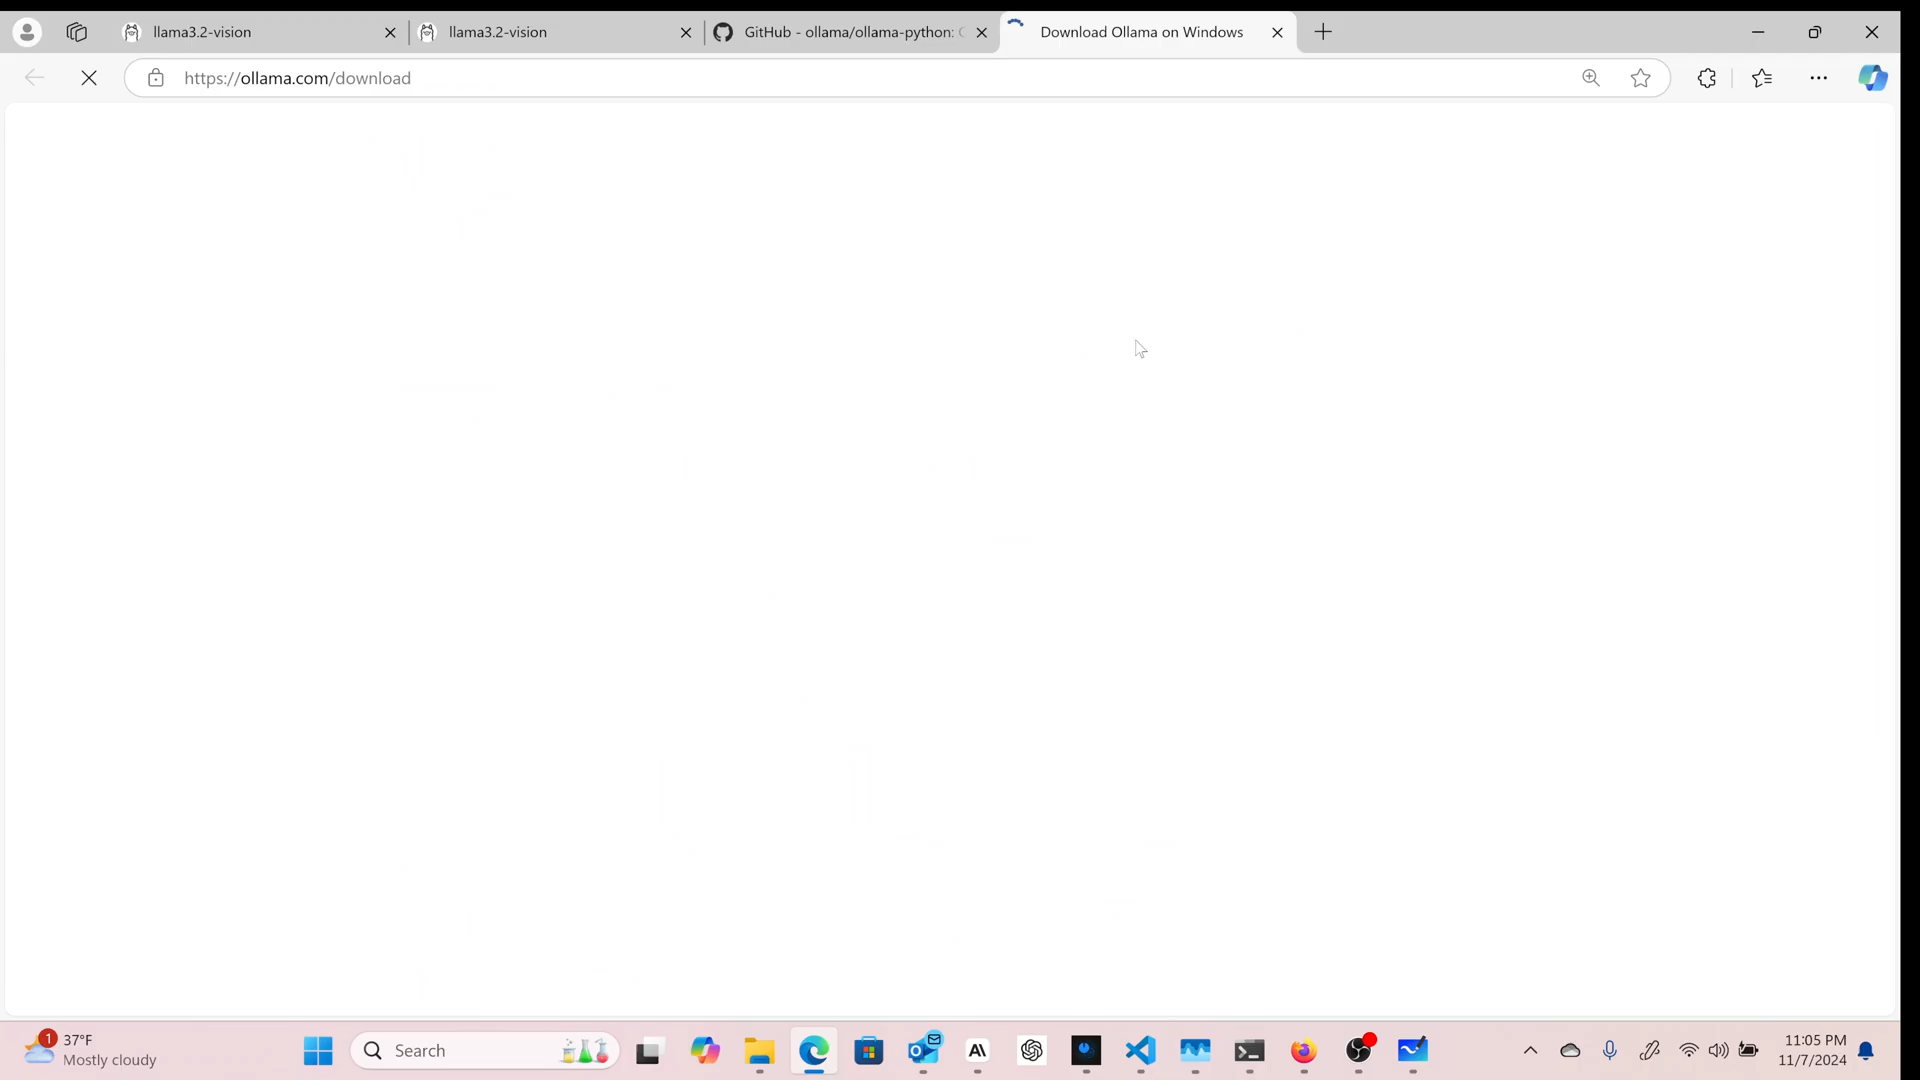 llama3.2-vision
llama3.2-vision
GitHub - ollama/ollama-python:
Download Ollama on Windows
https://ollama.com/download
1
37°F
Mostly cloudy
Search
11:05 PM
11/7/2024